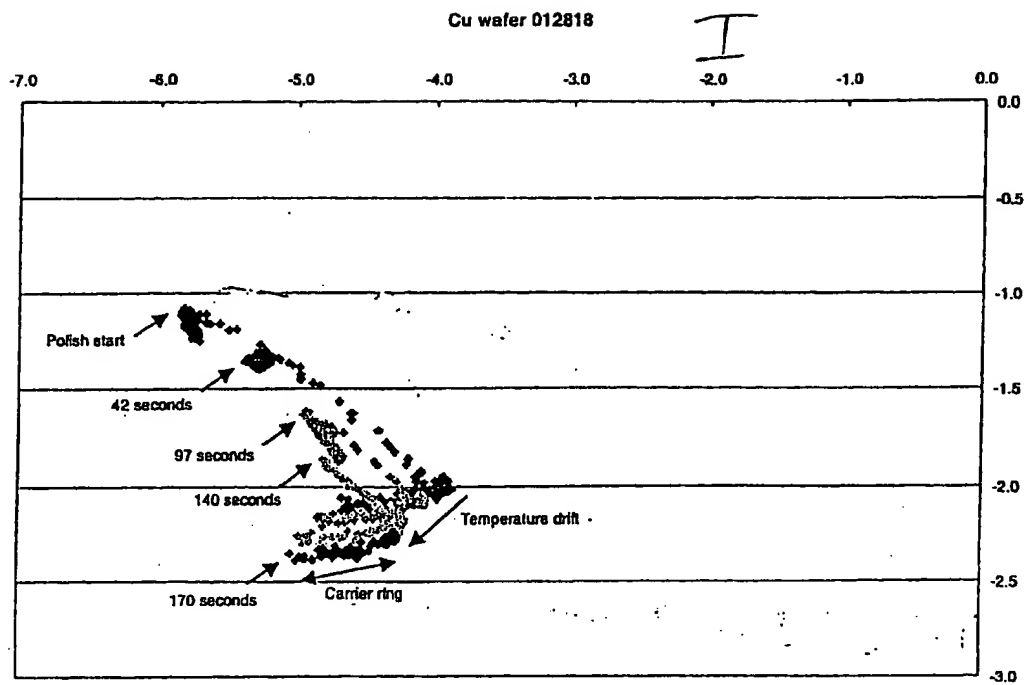 Cu wafer 012818
I
-7.0 -6.0 -5.0 -4.0 -3.0 -2.0 -1.0 0.0
0.0
-0.5
-1.0
Polish start
-1.5
42 seconds
97 seconds
140 seconds
-2.0
Temperature drift
-2.5
170 seconds
Carrier ring
-3.0